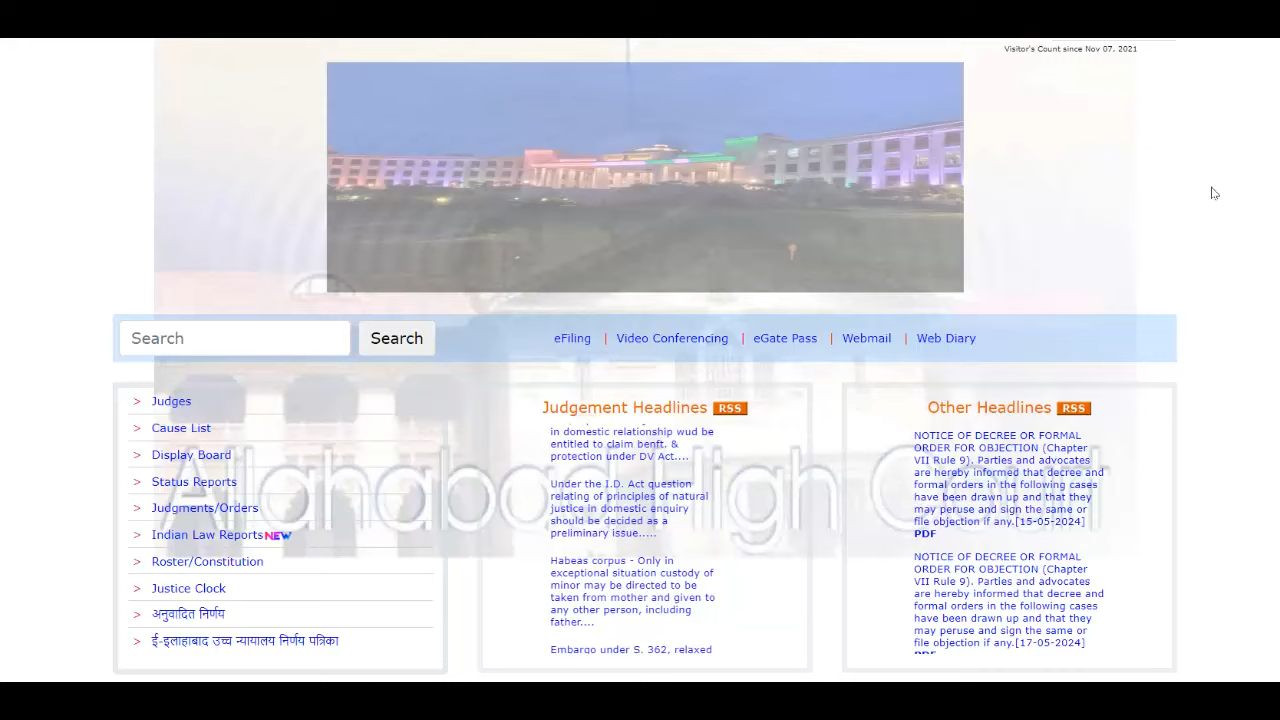 Visitor's Count since Nov 07, 2021
Search
Search
eFiling | Video Conferencing | eGate Pass | Webmail | Web Diary
> Judges
> Cause List
> Display Board
> Status Reports
> Judgments/Orders
> Indian Law Reports NEW
> Roster/Constitution
> Justice Clock
> अनुवादित निर्णय
> ई-इलाहाबाद उच्च न्यायालय निर्णय पत्रिका
Judgement Headlines RSS
in domestic relationship wud be
entitled to claim benft. &
protection under DV Act....
Under the I.D. Act question
relating of principles of natural
justice in domestic enquiry
should be decided as a
preliminary issue.....
Habeas corpus - Only in
exceptional situation custody of
minor may be directed to be
taken from mother and given to
any other person, including
father....
Embargo under S. 362, relaxed
Other Headlines RSS
NOTICE OF DECREE OR FORMAL
ORDER FOR OBJECTION (Chapter
VII Rule 9). Parties and advocates
are hereby informed that decree and
formal orders in the following cases
have been drawn up and that they
may peruse and sign the same or
file objection if any.[15-05-2024]
PDF
NOTICE OF DECREE OR FORMAL
ORDER FOR OBJECTION (Chapter
VII Rule 9). Parties and advocates
are hereby informed that decree and
formal orders in the following cases
have been drawn up and that they
may peruse and sign the same or
file objection if any.[17-05-2024]
PDF
Allahabad High Court